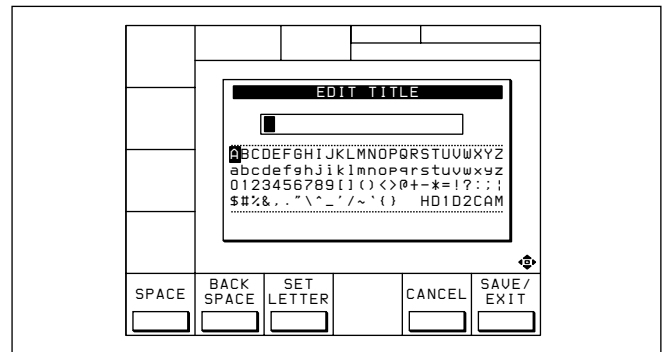 EDIT TITLE
ABCDEFGHIJKLMNOPQRSTUVWXYZ
abcdefghijklmnopqrstuvwxyz
0123456789[]()<>@+-*=!?:;¦
$#%&,."\^_'/~`{} HD1D2CAM
SPACE
BACK SPACE
SET LETTER
CANCEL
SAVE/EXIT